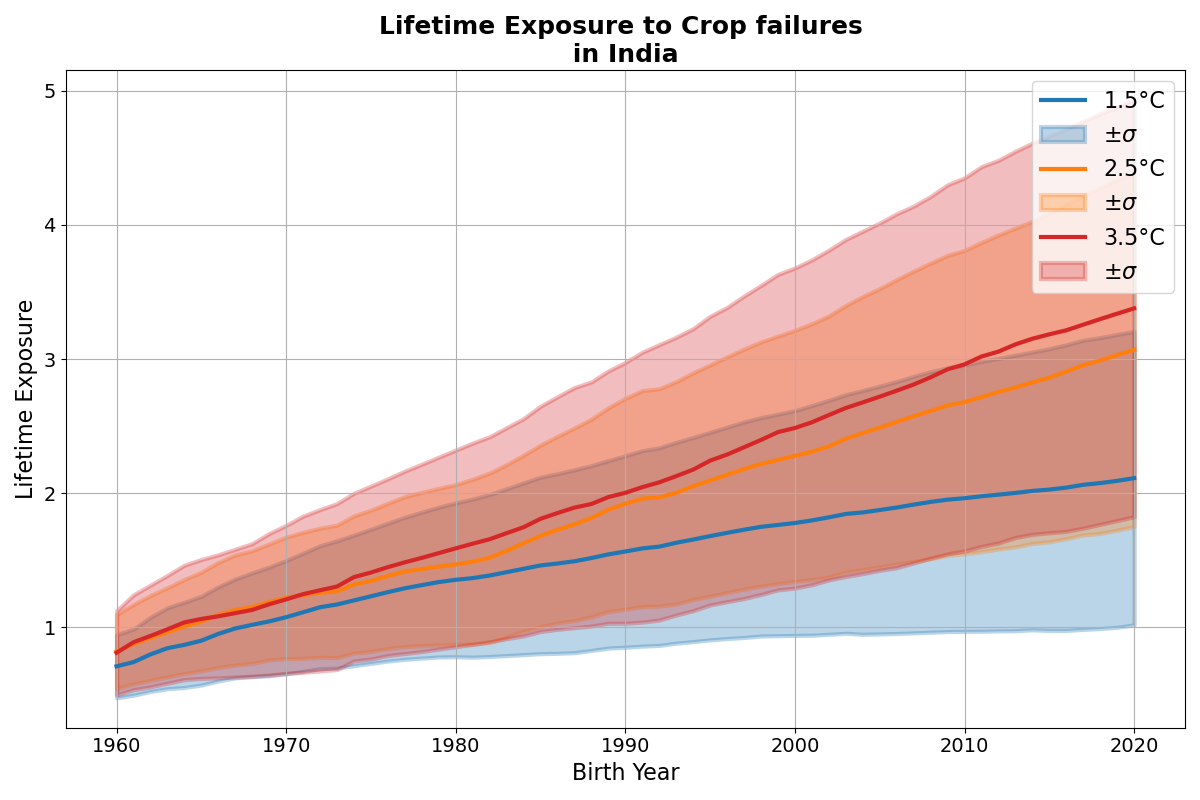 Lifetime Exposure to Crop failures
in India
5
4
3
2
1
Lifetime Exposure
1960
1970
1980
1990
2000
2010
2020
Birth Year
1.5°C
±σ
2.5°C
±σ
3.5°C
±σ